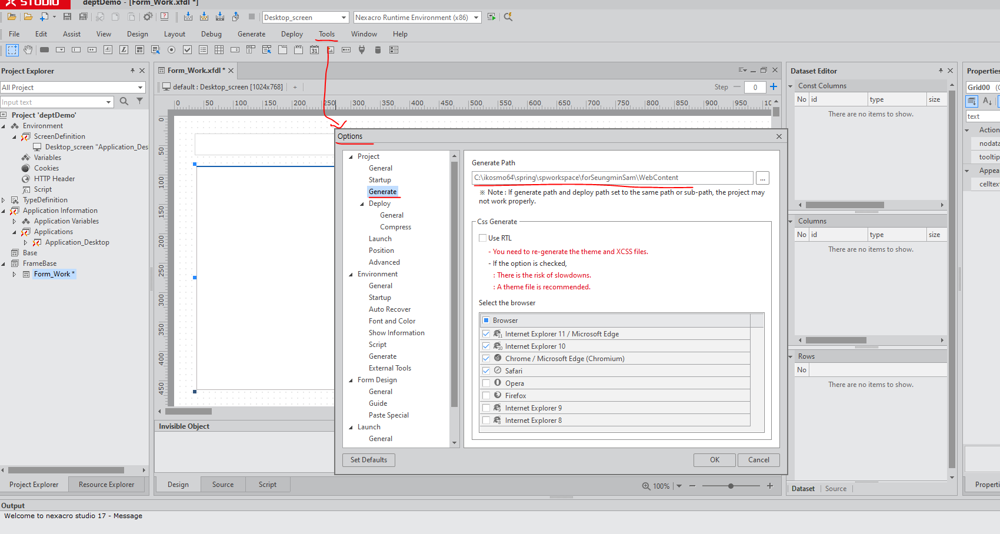 STUDIO
deptDemo - [Form_Work.xfdl *]
Desktop_screen
Nexacro Runtime Environment (x86)
File Edit Assist View Design Layout Debug Generate Deploy Tools Window Help
Project Explorer
All Project
Input text
Project 'deptDemo'
Environment
ScreenDefinition
Desktop_screen "Application_Des
Variables
Cookies
HTTP Header
Script
TypeDefinition
Application Information
Application Variables
Applications
Application_Desktop
Base
FrameBase
Form_Work *
Project Explorer
Resource Explorer
Form_Work.xfdl *
default : Desktop_screen [1024x768] +
Step 0
0 50 100 150 200 250 300 350 400 450 500 550 600 650 700 750 800 850 900 950 10
0
50
100
150
200
250
300
350
400
450
Invisible Object
Design Source Script
100%
Options
Project
General
Startup
Generate
Deploy
General
Compress
Launch
Position
Advanced
Environment
General
Startup
Auto Recover
Font and Color
Show Information
Script
Generate
External Tools
Form Design
General
Guide
Paste Special
Launch
General
Generate Path
C:\ikosmo64\spring\spworkspace\forSeungminSam\WebContent
...
※ Note : If generate path and deploy path set to the same path or sub-path, the project may
not work properly.
Css Generate
Use RTL
- You need to re-generate the theme and XCSS files.
- If the option is checked,
: There is the risk of slowdowns.
: A theme file is recommended.
Select the browser
Browser
Internet Explorer 11 / Microsoft Edge
Internet Explorer 10
Chrome / Microsoft Edge (Chromium)
Safari
Opera
Firefox
Internet Explorer 9
Internet Explorer 8
Set Defaults
OK
Cancel
Dataset Editor
Const Columns
No id type size
There are no items to show.
Columns
No id type size
There are no items to show.
Rows
No
There are no items to show.
Dataset Source
Properties
Grid00
text
Action
nodata
tooltip
Appea
celltex
Properti
Output
Welcome to nexacro studio 17 - Message